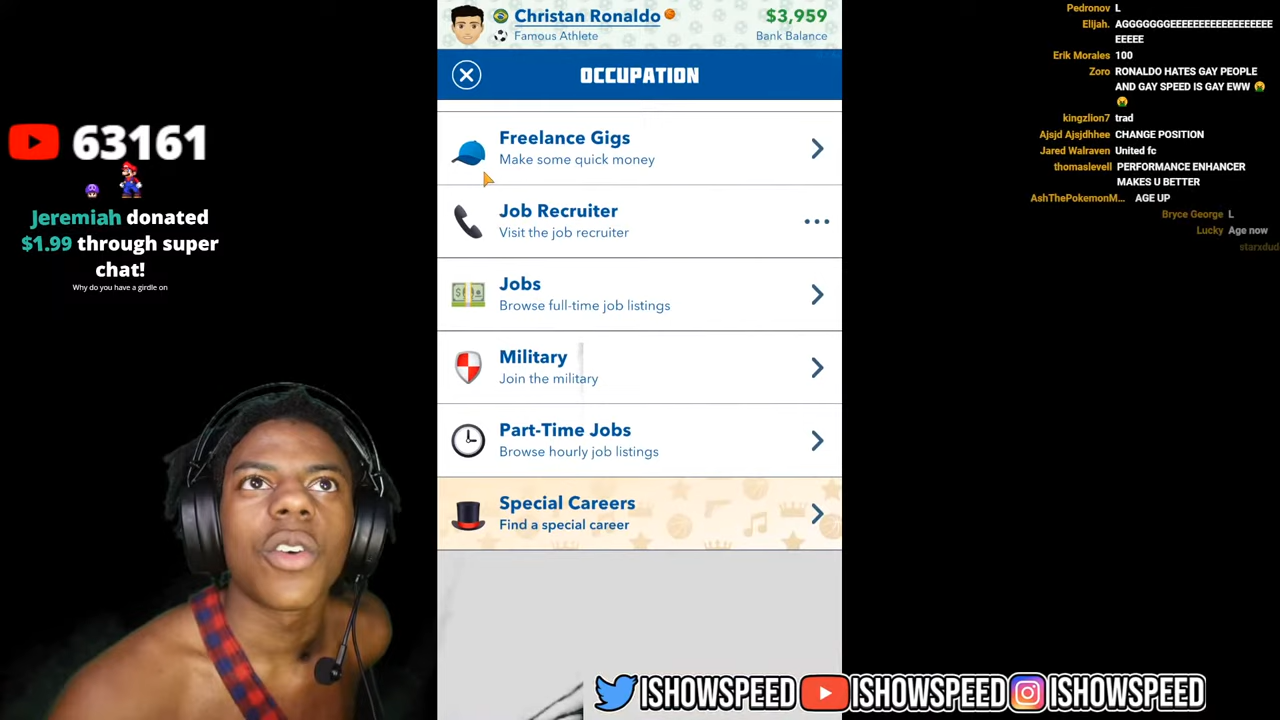 63161
Jeremiah donated
$1.99 through super
chat!
Why do you have a girdle on
Christan Ronaldo
Famous Athlete
$3,959
Bank Balance
OCCUPATION
Freelance Gigs
Make some quick money
Job Recruiter
Visit the job recruiter
Jobs
Browse full-time job listings
Military
Join the military
Part-Time Jobs
Browse hourly job listings
Special Careers
Find a special career
Pedronov L
Elijah. AGGGGGGGEEEEEEEEEEEEEEEEEE
EEEEE
Erik Morales 100
Zoro RONALDO HATES GAY PEOPLE
AND GAY SPEED IS GAY EWW 🤮
🤮
kingzlion7 trad
Ajsjd Ajsjdhhee CHANGE POSITION
Jared Walraven United fc
thomaslevell PERFORMANCE ENHANCER
MAKES U BETTER
AshThePokemonM... AGE UP
Bryce George L
Lucky Age now
starxdud
ISHOWSPEED ISHOWSPEED ISHOWSPEED